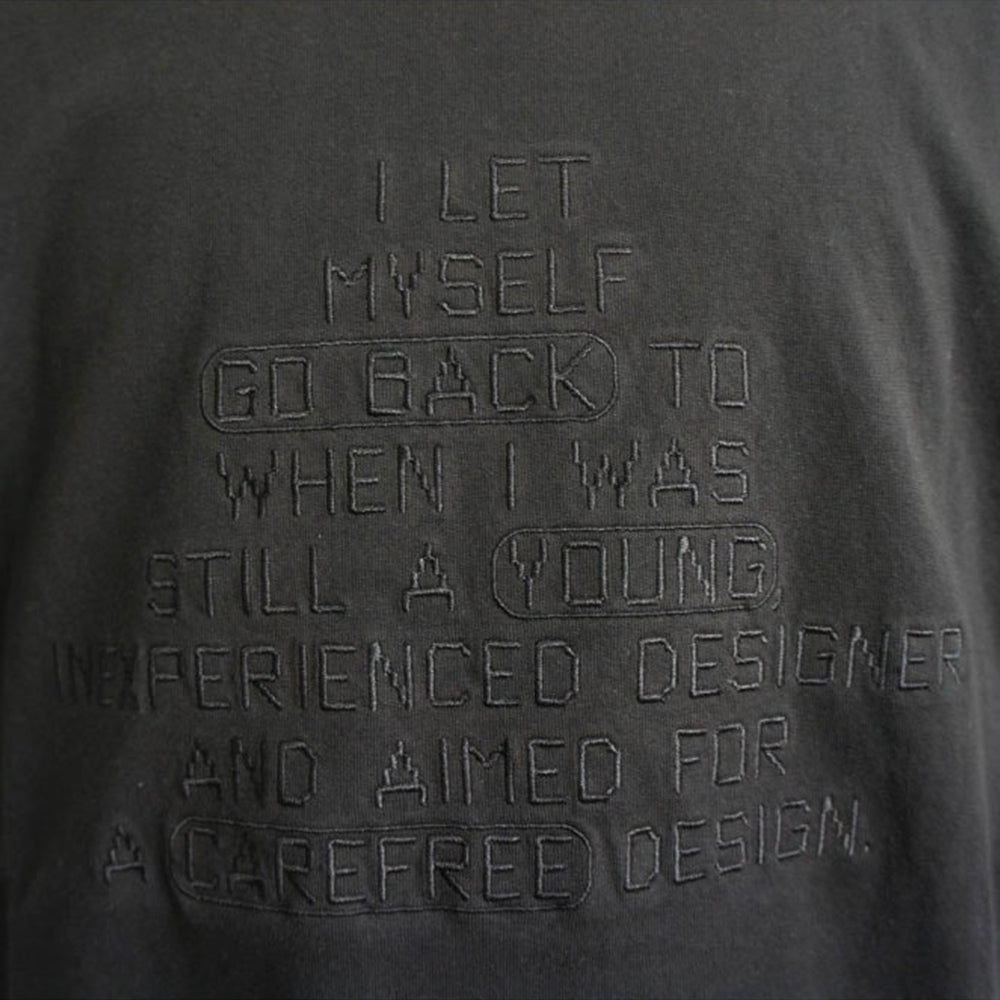 I LET
MYSELF
GO BACK TO
WHEN I WAS
STILL A YOUNG,
INEXPERIENCED DESIGNER
AND AIMED FOR
A CAREFREE DESIGN.